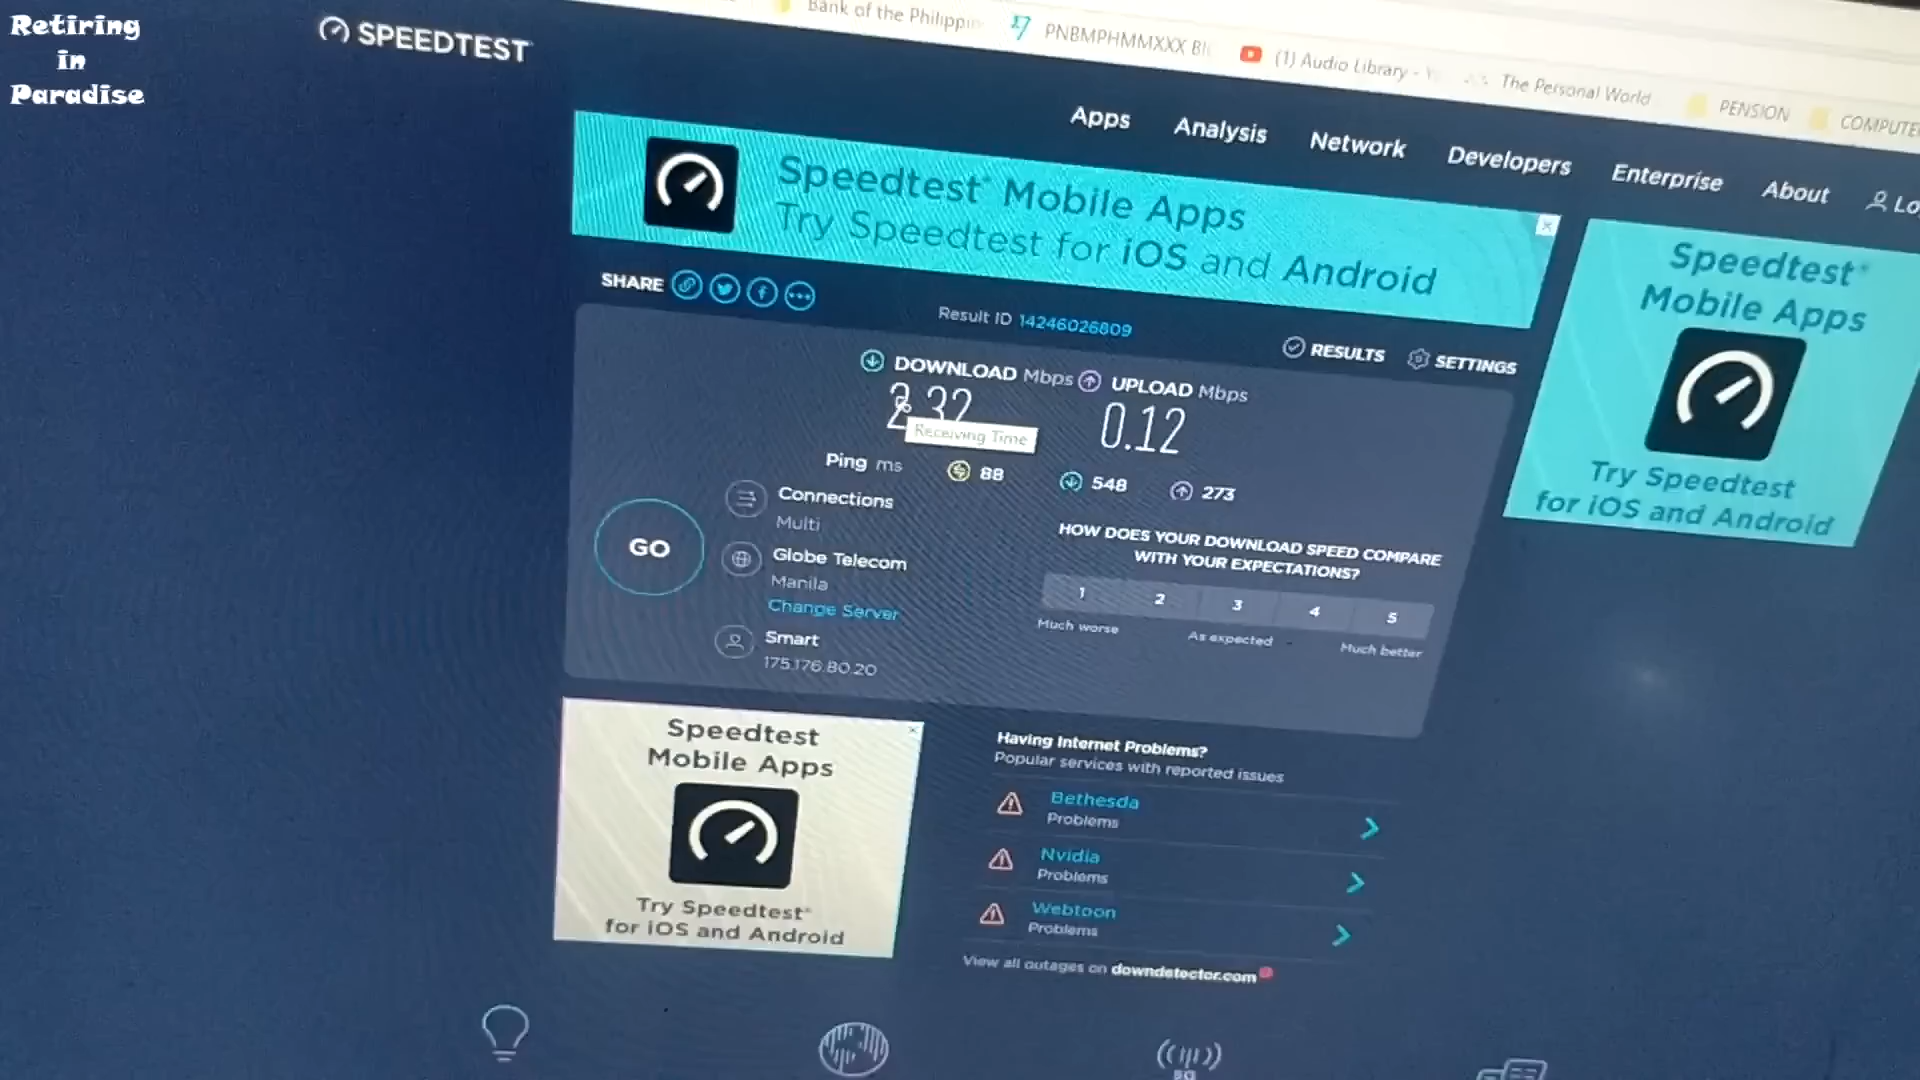 Retiring
in
Paradise
SPEEDTEST
Bank of the Philippin
PNBMPHMMXXX BI
(1) Audio Library -
The Personal World
PENSION
COMPUTER
Apps Analysis Network Developers Enterprise About Lo
Speedtest® Mobile Apps
Try Speedtest for iOS and Android
Speedtest®
Mobile Apps
Try Speedtest
for iOS and Android
SHARE
Result ID 14246026809
RESULTS SETTINGS
DOWNLOAD Mbps UPLOAD Mbps
2.32 0.12
Receiving Time
Ping ms 88 548 273
GO
Connections
Multi
Globe Telecom
Manila
Change Server
Smart
175.176.80.20
HOW DOES YOUR DOWNLOAD SPEED COMPARE
WITH YOUR EXPECTATIONS?
1 2 3 4 5
Much worse As expected Much better
Speedtest
Mobile Apps
Try Speedtest®
for iOS and Android
Having Internet Problems?
Popular services with reported issues
Bethesda
Problems
Nvidia
Problems
Webtoon
Problems
View all outages on downdetector.com
5G